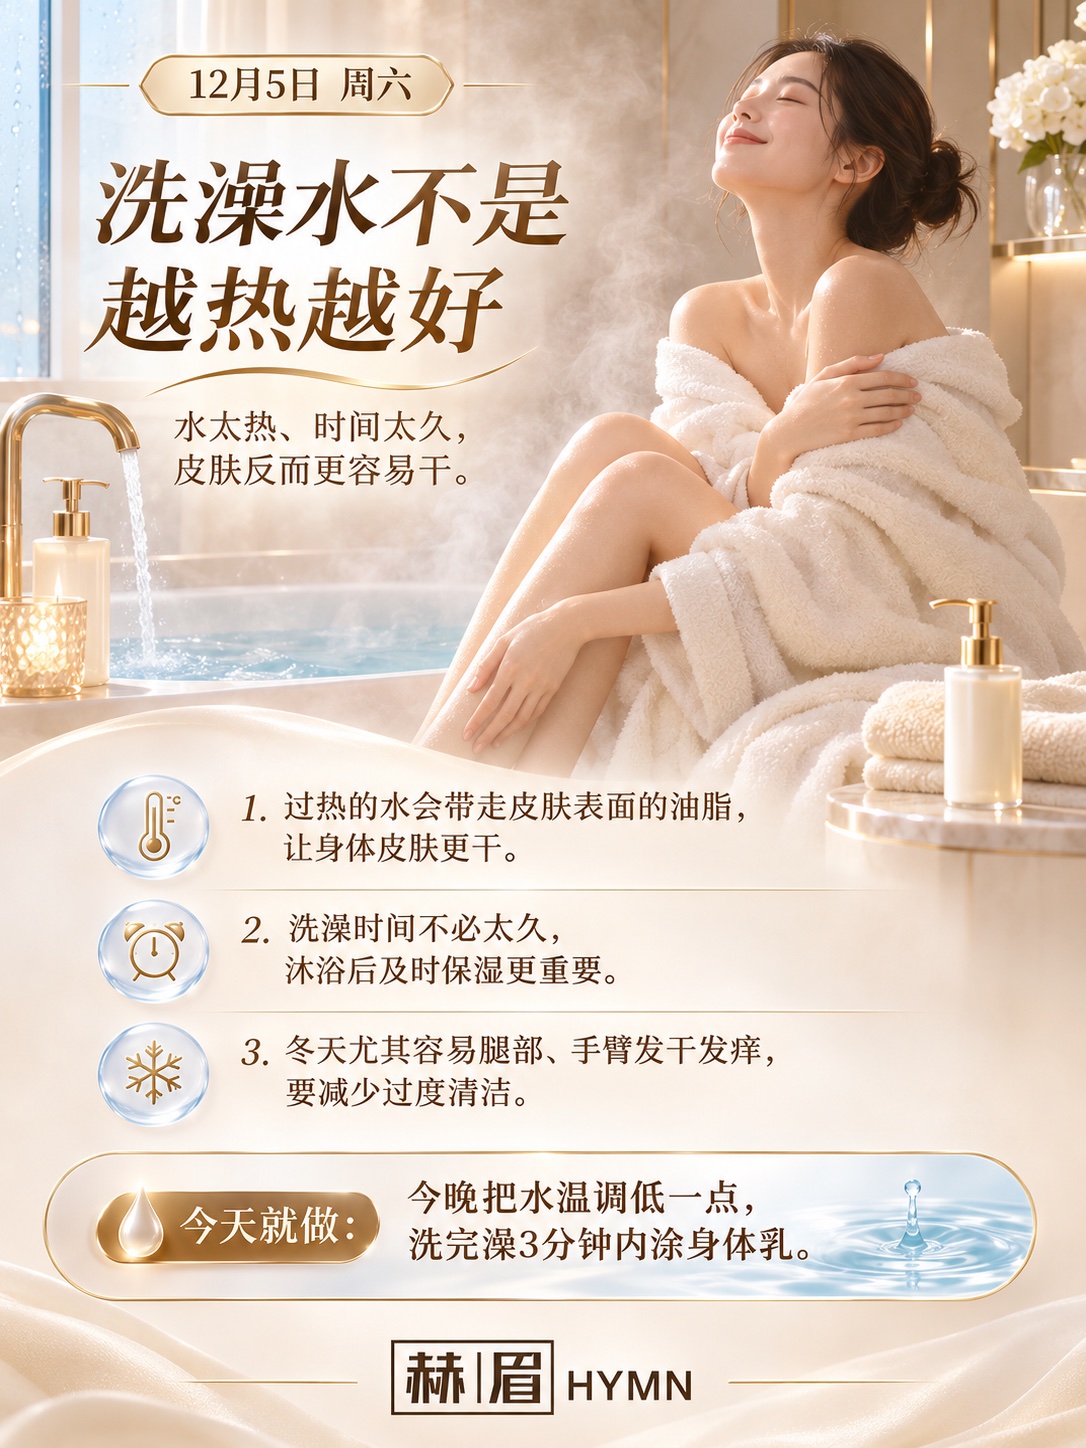 12月5日 周六
洗澡水不是
越热越好
水太热、时间太久，
皮肤反而更容易干。
°C
1. 过热的水会带走皮肤表面的油脂，
让身体皮肤更干。
2. 洗澡时间不必太久，
沐浴后及时保湿更重要。
3. 冬天尤其容易腿部、手臂发干发痒，
要减少过度清洁。
今天就做：
今晚把水温调低一点，
洗完澡3分钟内涂身体乳。
赫|眉 HYMN